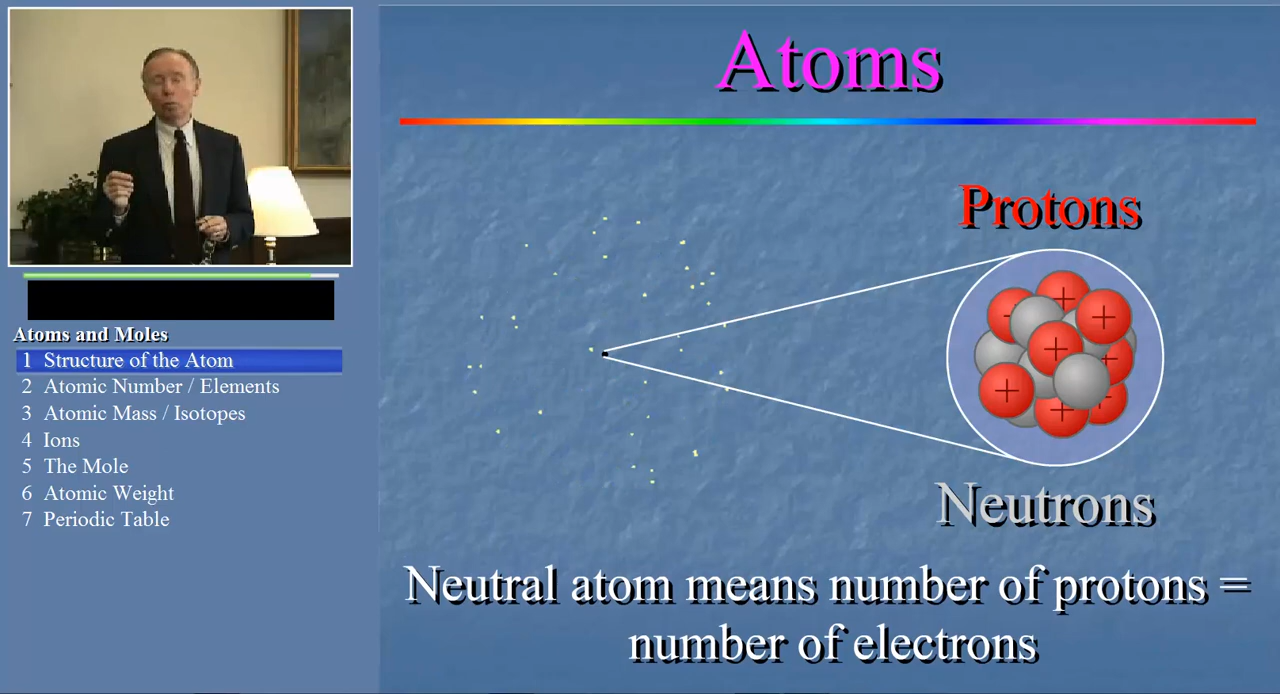 Atoms
Protons
Neutrons
Neutral atom means number of protons =
number of electrons
Atoms and Moles
1 Structure of the Atom
2 Atomic Number / Elements
3 Atomic Mass / Isotopes
4 Ions
5 The Mole
6 Atomic Weight
7 Periodic Table